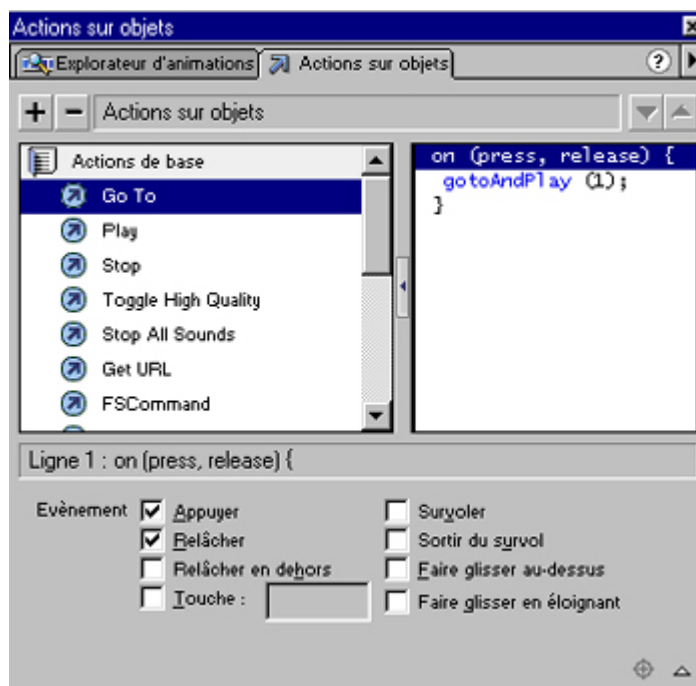 Actions sur objets
Explorateur d'animations
Actions sur objets
?
+ - Actions sur objets
Actions de base
Go To
Play
Stop
Toggle High Quality
Stop All Sounds
Get URL
FSCommand
on (press, release) {
gotoAndPlay (1);
}
Ligne 1 : on (press, release) {
Evènement
Appuyer
Relâcher
Relâcher en dehors
Touche :
Survoler
Sortir du survol
Faire glisser au-dessus
Faire glisser en éloignant